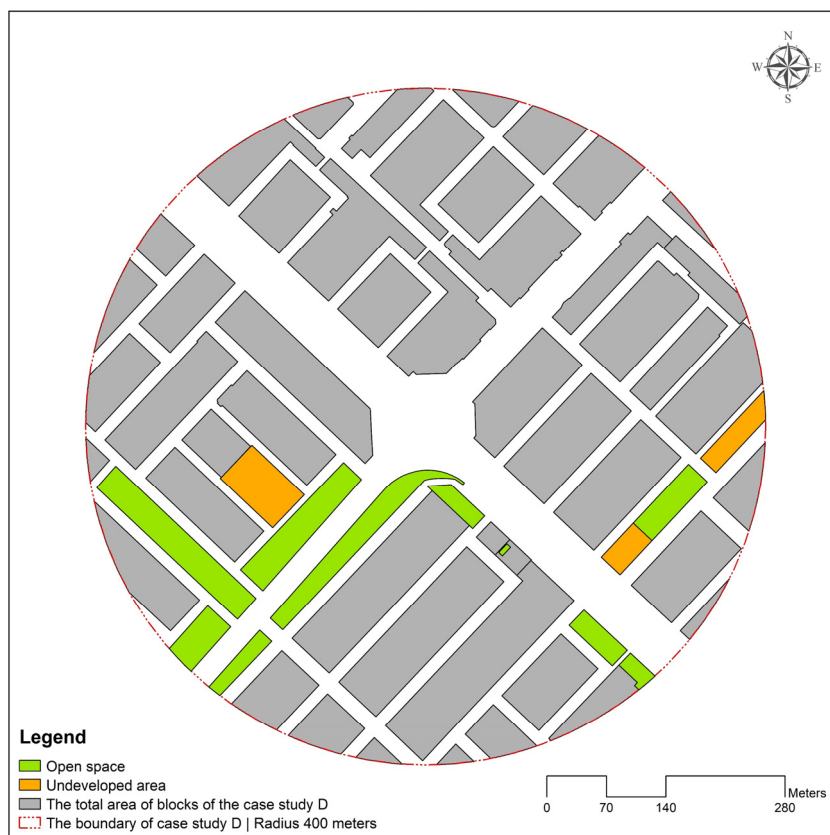 N
W E
S
Legend
Open space
Undeveloped area
The total area of blocks of the case study D
The boundary of case study D | Radius 400 meters
Meters
0 70 140 280